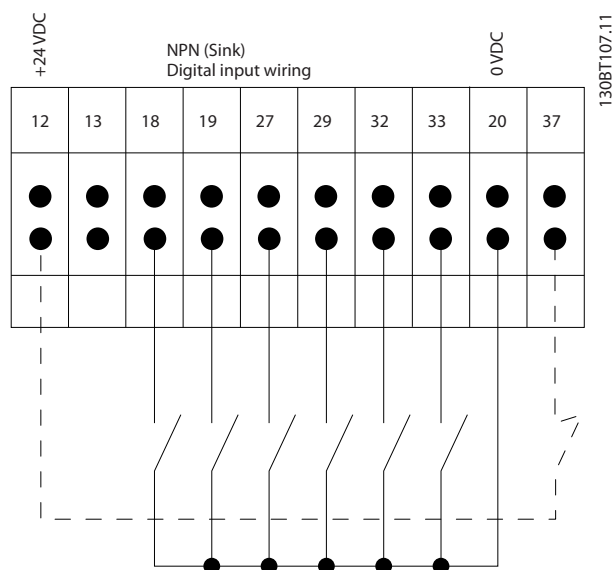 +24 VDC
NPN (Sink)
Digital input wiring
0 VDC
130BT107.11
12 13 18 19 27 29 32 33 20 37